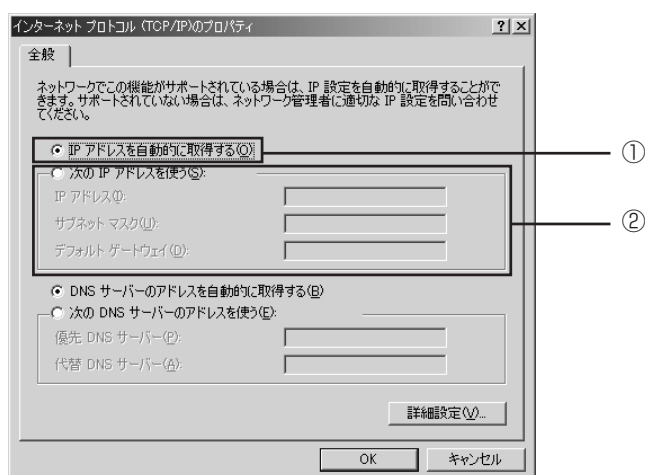 インターネット プロトコル (TCP/IP)のプロパティ
? X
全般
ネットワークでこの機能がサポートされている場合は、IP 設定を自動的に取得することがで
きます。サポートされていない場合は、ネットワーク管理者に適切な IP 設定を問い合わせ
てください。
IP アドレスを自動的に取得する(O)
①
次の IP アドレスを使う(S):
IP アドレス(I):
サブネット マスク(U):
②
デフォルト ゲートウェイ(D):
DNS サーバーのアドレスを自動的に取得する(B)
次の DNS サーバーのアドレスを使う(E):
優先 DNS サーバー(P):
代替 DNS サーバー(A):
詳細設定(V)...
OK キャンセル